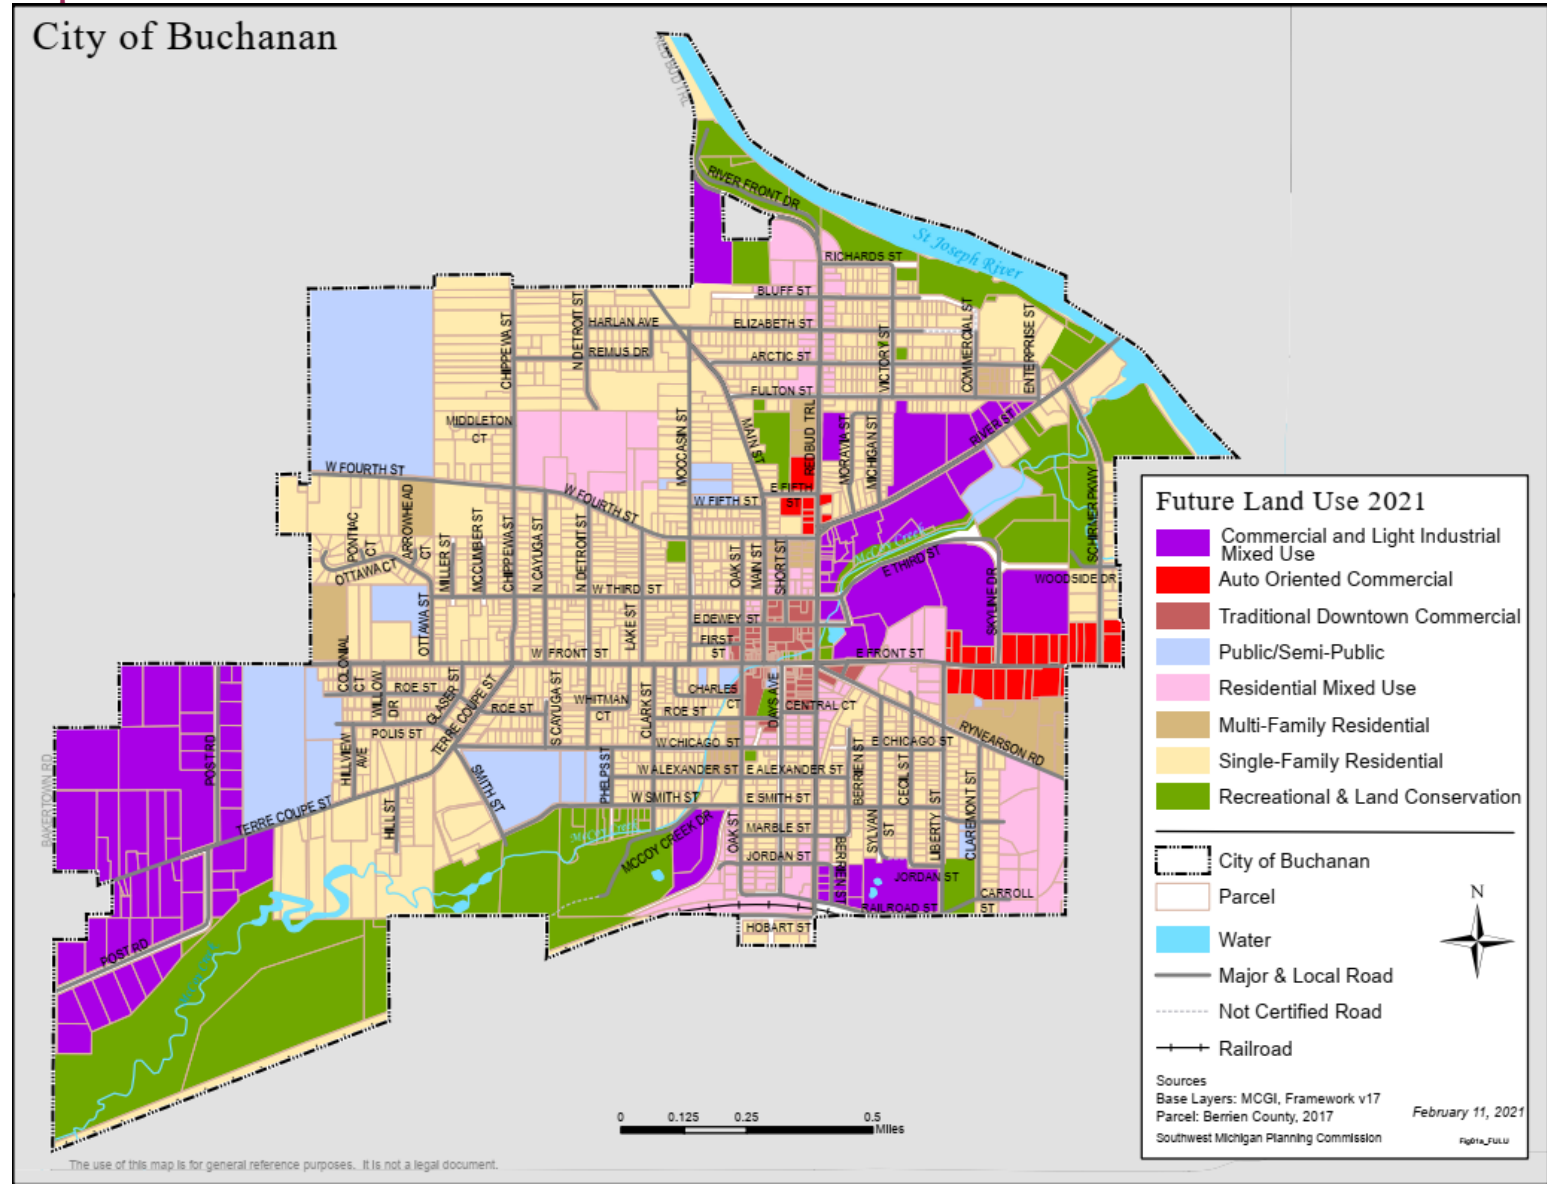 City of Buchanan
REDBUD TRL
RIVER FRONT DR
St Joseph River
RICHARDS ST
BLUFF ST
HARLAN AVE
ELIZABETH ST
REMUS DR
ARCTIC ST
FULTON ST
CHIPPEWA ST
N DETROIT ST
VICTORY ST
COMMERCIAL ST
ENTERPRISE ST
MIDDLETON
CT
MOCCASIN ST
MAIN ST
REDBUD TRL
MORAVIA ST
MICHIGAN ST
RIVER ST
W FOURTH ST
W FOURTH ST
W FIFTH ST
E FIFTH
ST
SCHIRMER PKWY
PONTIAC
CT
ARROWHEAD
CT
OTTAWA CT
MILLER ST
MCCUMBER ST
CHIPPEWA ST
N CAYUGA ST
N DETROIT ST
OAK ST
MAIN ST
SHORT ST
McCoy Creek
E THIRD ST
WOODSIDE DR
SKYLINE DR
W THIRD ST
OTTAWA ST
LAKE ST
E DEWEY ST
FIRST
ST
W FRONT ST
E FRONT ST
COLONIAL
CT
WILLOW
DR
ROE ST
GLASER ST
TERRE COUPE ST
ROE ST
S CAYUGA ST
WHITMAN
CT
CLARK ST
CHARLES
CT
ROE ST
DAYS AVE
CENTRAL CT
POLIS ST
HILLVIEW
AVE
W CHICAGO ST
E CHICAGO ST
RYNEARSON RD
POST RD
BAKERTOWN RD
SMITH ST
PHELPS ST
W ALEXANDER ST
E ALEXANDER ST
BERRIEN ST
CECIL ST
W SMITH ST
E SMITH ST
TERRE COUPE ST
HILL ST
McCoy Creek
MCCOY CREEK DR
OAK ST
MARBLE ST
SYLVAN
ST
LIBERTY ST
CLAREMONT ST
JORDAN ST
BERRIEN ST
JORDAN ST
CARROLL
ST
RAILROAD ST
HOBART ST
POST RD
McCoy Creek
Future Land Use 2021
Commercial and Light Industrial
Mixed Use
Auto Oriented Commercial
Traditional Downtown Commercial
Public/Semi-Public
Residential Mixed Use
Multi-Family Residential
Single-Family Residential
Recreational & Land Conservation
City of Buchanan
Parcel
Water
Major & Local Road
Not Certified Road
Railroad
N
Sources
Base Layers: MCGI, Framework v17
Parcel: Berrien County, 2017
February 11, 2021
Southwest Michigan Planning Commission
Fig01a_FULU
0 0.125 0.25 0.5
Miles
The use of this map is for general reference purposes. It is not a legal document.